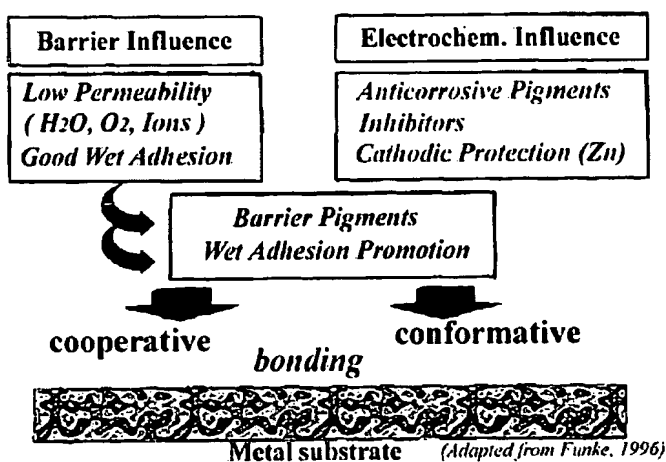 Barrier Influence
Electrochem. Influence
Low Permeability
( H2O, O2, Ions )
Good Wet Adhesion
Anticorrosive Pigments
Inhibitors
Cathodic Protection (Zn)
Barrier Pigments
Wet Adhesion Promotion
cooperative
conformative
bonding
Metal substrate
(Adapted from Funke, 1996)